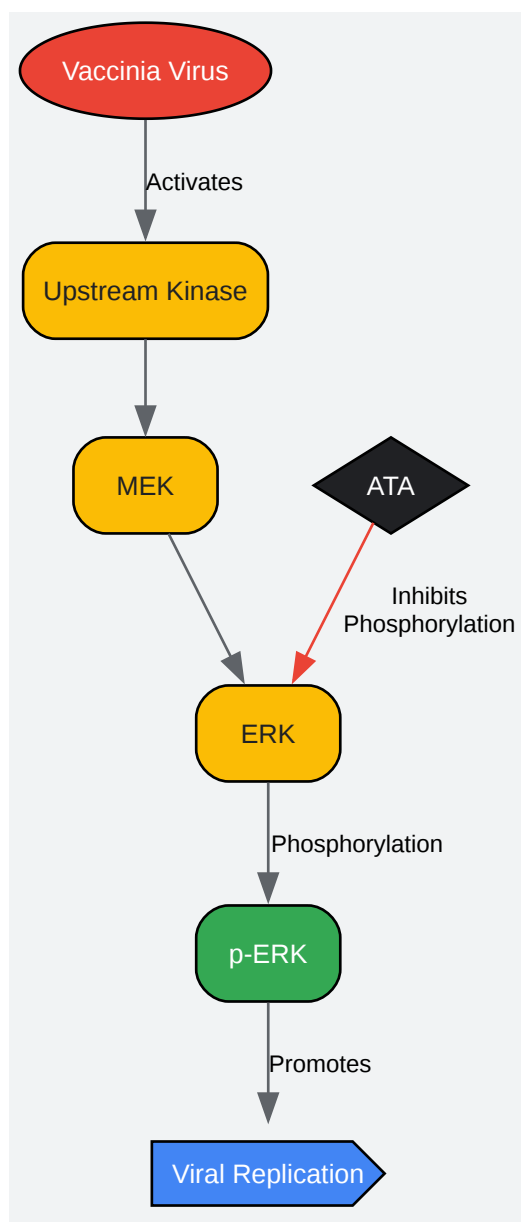 Vaccinia Virus
Activates
Upstream Kinase
MEK
ATA
Inhibits
Phosphorylation
ERK
Phosphorylation
p-ERK
Promotes
Viral Replication